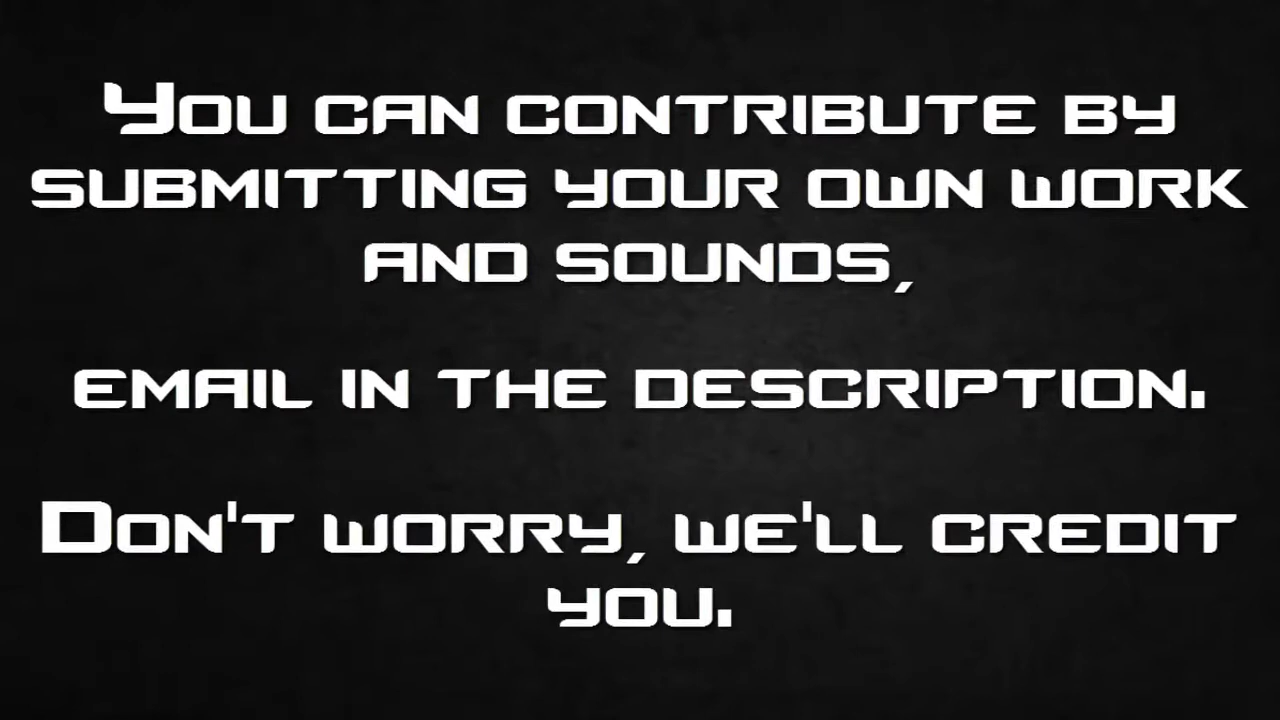 You can contribute by
submitting your own work
and sounds,
email in the description.
Don't worry, we'll credit
you.